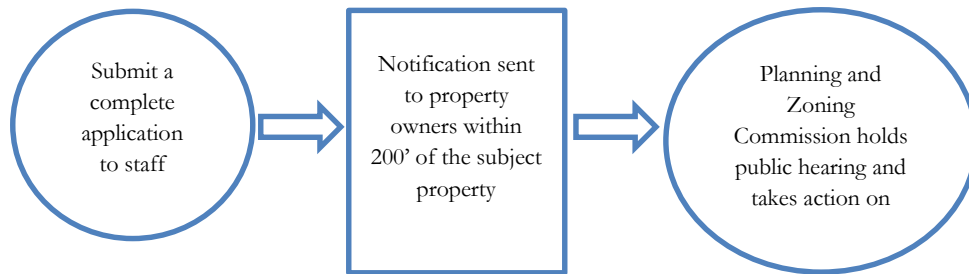 Submit a
complete
application
to staff
Notification sent
to property
owners within
200’ of the subject
property
Planning and
Zoning
Commission holds
public hearing and
takes action on